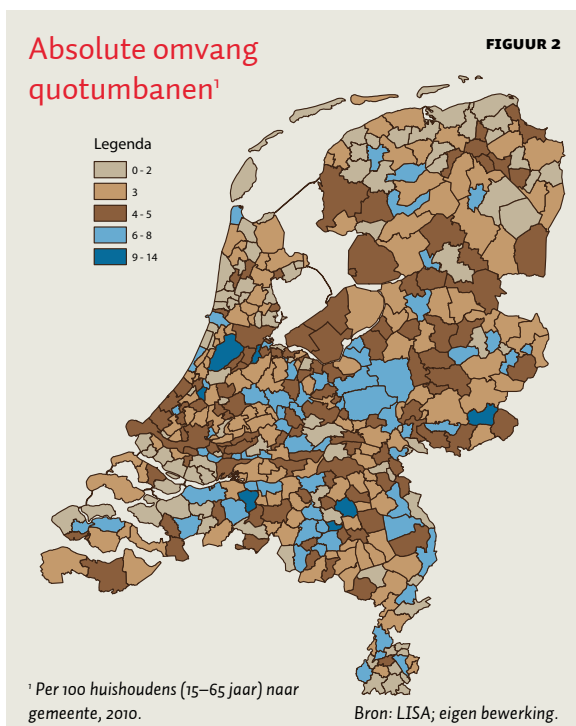 Absolute omvang
quotumbanen¹
FIGUUR 2
Legenda
0 - 2
3
4 - 5
6 - 8
9 - 14
¹ Per 100 huishoudens (15–65 jaar) naar
gemeente, 2010.
Bron: LISA; eigen bewerking.